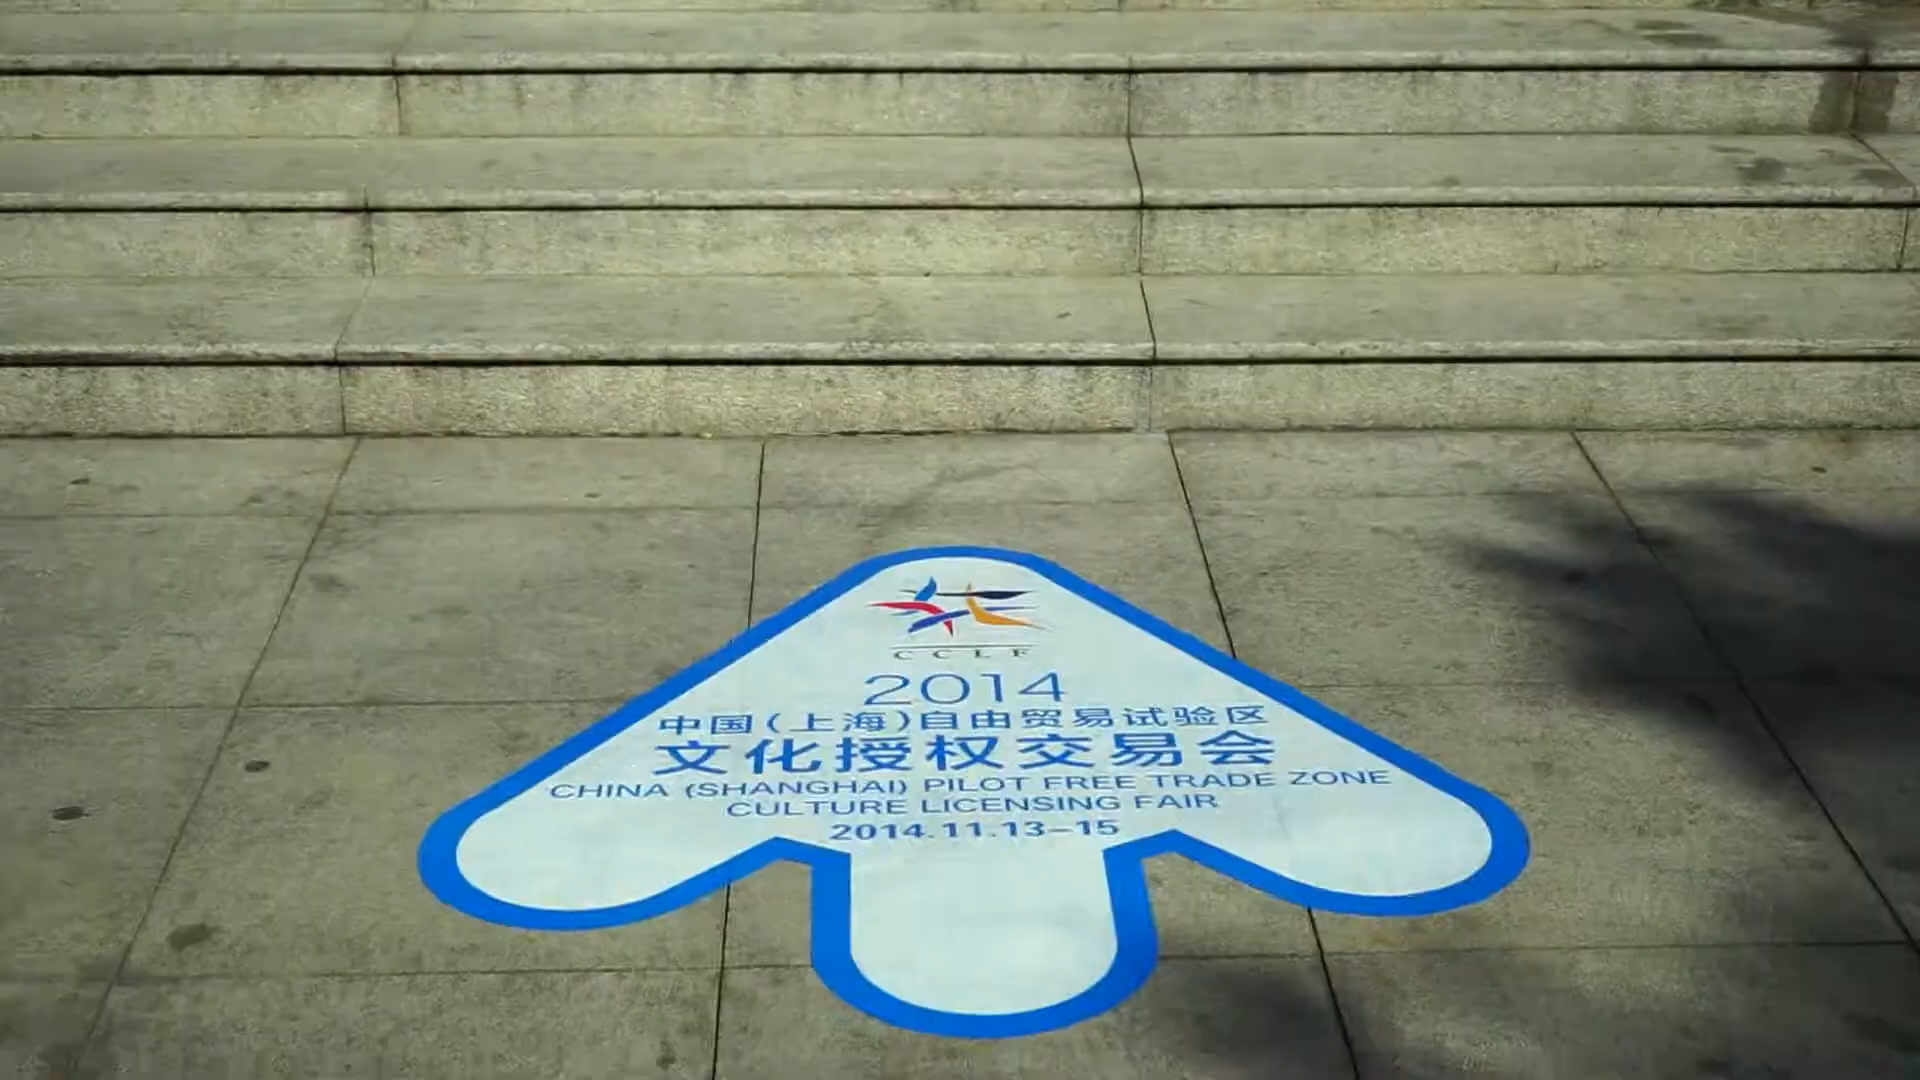 CCLF
2014
中国(上海)自由贸易试验区
文化授权交易会
CHINA (SHANGHAI) PILOT FREE TRADE ZONE
CULTURE LICENSING FAIR
2014.11.13-15